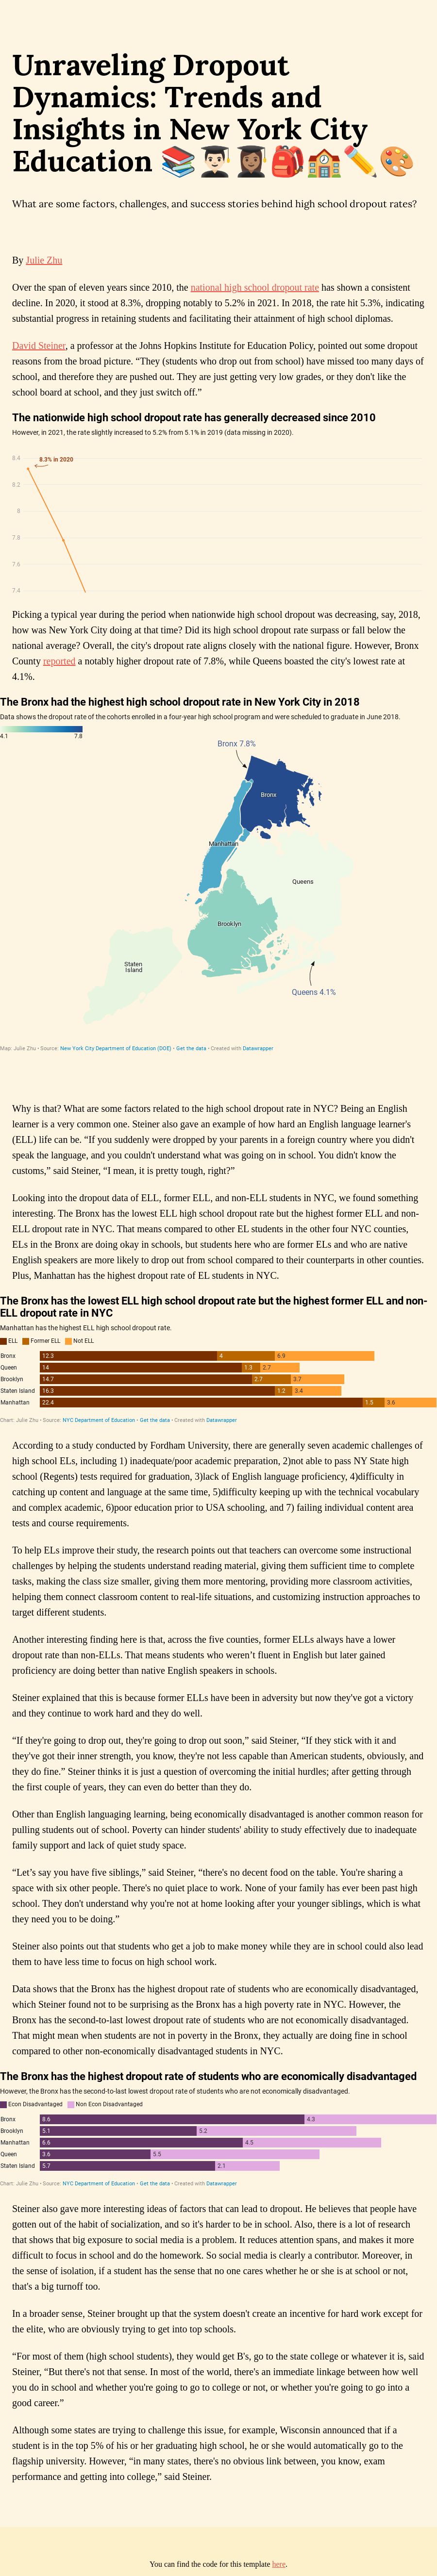 Unraveling Dropout
Dynamics: Trends and
Insights in New York City
Education 📚👨🏻‍🎓👩🏽‍🎓🎒🏫✏️🎨
What are some factors, challenges, and success stories behind high school dropout rates?
By Julie Zhu
Over the span of eleven years since 2010, the national high school dropout rate has shown a consistent
decline. In 2020, it stood at 8.3%, dropping notably to 5.2% in 2021. In 2018, the rate hit 5.3%, indicating
substantial progress in retaining students and facilitating their attainment of high school diplomas.
David Steiner, a professor at the Johns Hopkins Institute for Education Policy, pointed out some dropout
reasons from the broad picture. “They (students who drop out from school) have missed too many days of
school, and therefore they are pushed out. They are just getting very low grades, or they don't like the
school board at school, and they just switch off.”
The nationwide high school dropout rate has generally decreased since 2010
However, in 2021, the rate slightly increased to 5.2% from 5.1% in 2019 (data missing in 2020).
8.4
8.3% in 2020
8.2
8
7.8
7.6
7.4
Picking a typical year during the period when nationwide high school dropout was decreasing, say, 2018,
how was New York City doing at that time? Did its high school dropout rate surpass or fall below the
national average? Overall, the city's dropout rate aligns closely with the national figure. However, Bronx
County reported a notably higher dropout rate of 7.8%, while Queens boasted the city's lowest rate at
4.1%.
The Bronx had the highest high school dropout rate in New York City in 2018
Data shows the dropout rate of the cohorts enrolled in a four-year high school program and were scheduled to graduate in June 2018.
4.1 7.8
Bronx 7.8%
Bronx
Manhattan
Queens
Brooklyn
Staten
Island
Queens 4.1%
Map: Julie Zhu • Source: New York City Department of Education (DOE) • Get the data • Created with Datawrapper
Why is that? What are some factors related to the high school dropout rate in NYC? Being an English
learner is a very common one. Steiner also gave an example of how hard an English language learner's
(ELL) life can be. “If you suddenly were dropped by your parents in a foreign country where you didn't
speak the language, and you couldn't understand what was going on in school. You didn't know the
customs,” said Steiner, “I mean, it is pretty tough, right?”
Looking into the dropout data of ELL, former ELL, and non-ELL students in NYC, we found something
interesting. The Bronx has the lowest ELL high school dropout rate but the highest former ELL and non-
ELL dropout rate in NYC. That means compared to other EL students in the other four NYC counties,
ELs in the Bronx are doing okay in schools, but students here who are former ELs and who are native
English speakers are more likely to drop out from school compared to their counterparts in other counties.
Plus, Manhattan has the highest dropout rate of EL students in NYC.
The Bronx has the lowest ELL high school dropout rate but the highest former ELL and non-
ELL dropout rate in NYC
Manhattan has the highest ELL high school dropout rate.
ELL Former ELL Not ELL
Bronx 12.3 4 6.9
Queen 14 1.3 2.7
Brooklyn 14.7 2.7 3.7
Staten Island 16.3 1.2 3.4
Manhattan 22.4 1.5 3.6
Chart: Julie Zhu • Source: NYC Department of Education • Get the data • Created with Datawrapper
According to a study conducted by Fordham University, there are generally seven academic challenges of
high school ELs, including 1) inadequate/poor academic preparation, 2)not able to pass NY State high
school (Regents) tests required for graduation, 3)lack of English language proficiency, 4)difficulty in
catching up content and language at the same time, 5)difficulty keeping up with the technical vocabulary
and complex academic, 6)poor education prior to USA schooling, and 7) failing individual content area
tests and course requirements.
To help ELs improve their study, the research points out that teachers can overcome some instructional
challenges by helping the students understand reading material, giving them sufficient time to complete
tasks, making the class size smaller, giving them more mentoring, providing more classroom activities,
helping them connect classroom content to real-life situations, and customizing instruction approaches to
target different students.
Another interesting finding here is that, across the five counties, former ELLs always have a lower
dropout rate than non-ELLs. That means students who weren’t fluent in English but later gained
proficiency are doing better than native English speakers in schools.
Steiner explained that this is because former ELLs have been in adversity but now they've got a victory
and they continue to work hard and they do well.
“If they're going to drop out, they're going to drop out soon,” said Steiner, “If they stick with it and
they've got their inner strength, you know, they're not less capable than American students, obviously, and
they do fine.” Steiner thinks it is just a question of overcoming the initial hurdles; after getting through
the first couple of years, they can even do better than they do.
Other than English languaging learning, being economically disadvantaged is another common reason for
pulling students out of school. Poverty can hinder students' ability to study effectively due to inadequate
family support and lack of quiet study space.
“Let’s say you have five siblings,” said Steiner, “there's no decent food on the table. You're sharing a
space with six other people. There's no quiet place to work. None of your family has ever been past high
school. They don't understand why you're not at home looking after your younger siblings, which is what
they need you to be doing.”
Steiner also points out that students who get a job to make money while they are in school could also lead
them to have less time to focus on high school work.
Data shows that the Bronx has the highest dropout rate of students who are economically disadvantaged,
which Steiner found not to be surprising as the Bronx has a high poverty rate in NYC. However, the
Bronx has the second-last lowest dropout rate of students who are not economically disadvantaged.
That might mean when students are not in poverty in the Bronx, they actually are doing fine in school
compared to other non-economically disadvantaged students in NYC.
The Bronx has the highest dropout rate of students who are economically disadvantaged
However, the Bronx has the second-to-last lowest dropout rate of students who are not economically disadvantaged.
Econ Disadvantaged Non Econ Disadvantaged
Bronx 8.6 4.3
Brooklyn 5.1 5.2
Manhattan 6.6 4.5
Queen 3.6 5.5
Staten Island 5.7 2.1
Chart: Julie Zhu • Source: NYC Department of Education • Get the data • Created with Datawrapper
Steiner also gave more interesting ideas of factors that can lead to dropout. He believes that people have
gotten out of the habit of socialization, and so it's harder to be in school. Also, there is a lot of research
that shows that big exposure to social media is a problem. It reduces attention spans, and makes it more
difficult to focus in school and do the homework. So social media is clearly a contributor. Moreover, in
the sense of isolation, if a student has the sense that no one cares whether he or she is at school or not,
that's a big turnoff too.
In a broader sense, Steiner brought up that the system doesn't create an incentive for hard work except for
the elite, who are obviously trying to get into top schools.
“For most of them (high school students), they would get B's, go to the state college or whatever it is, said
Steiner, “But there's not that sense. In most of the world, there's an immediate linkage between how well
you do in school and whether you're going to go to college or not, or whether you're going to go into a
good career.”
Although some states are trying to challenge this issue, for example, Wisconsin announced that if a
student is in the top 5% of his or her graduating high school, he or she would automatically go to the
flagship university. However, “in many states, there's no obvious link between, you know, exam
performance and getting into college,” said Steiner.
You can find the code for this template here.